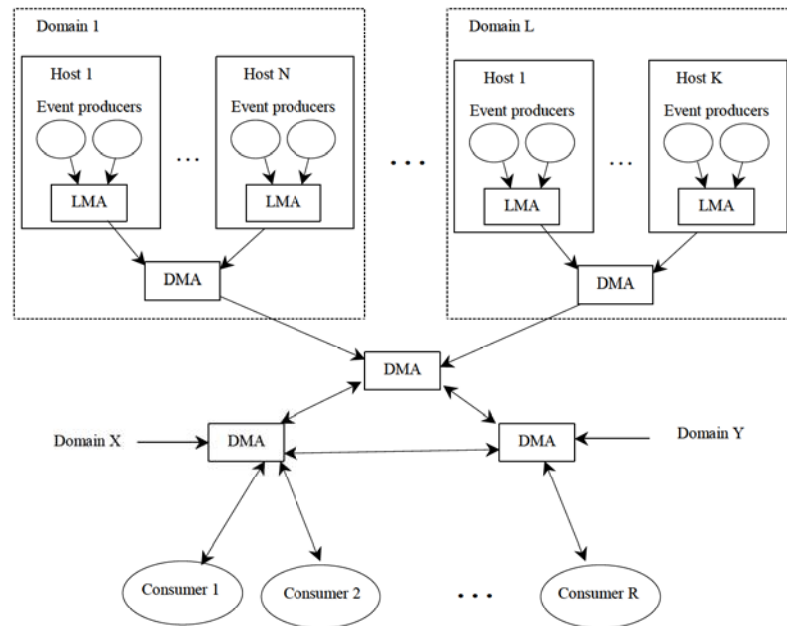 Domain 1
Domain L
Host 1
Host N
Host 1
Host K
Event producers
Event producers
Event producers
Event producers
...
...
...
LMA
LMA
LMA
LMA
DMA
DMA
DMA
Domain X
DMA
DMA
Domain Y
Consumer 1
Consumer 2
...
Consumer R